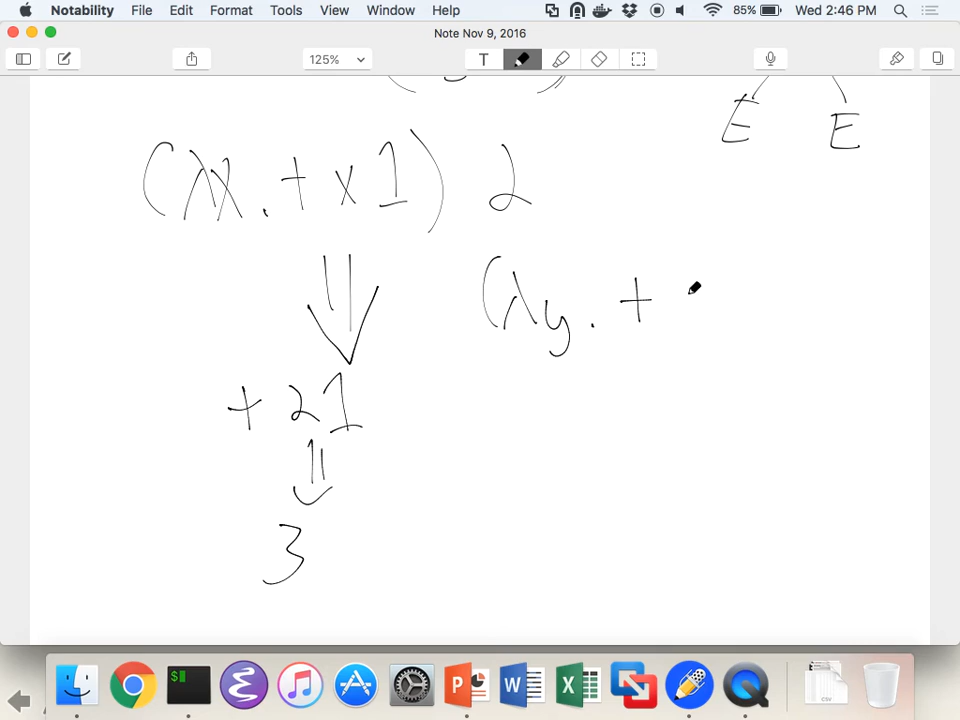 Notability File Edit Format Tools View Window Help 85% Wed 2:46 PM
Note Nov 9, 2016
T 125%
E E
(λx. + x 1) 2
(λy. +
+ 2 1
3
$
P W X
CSV